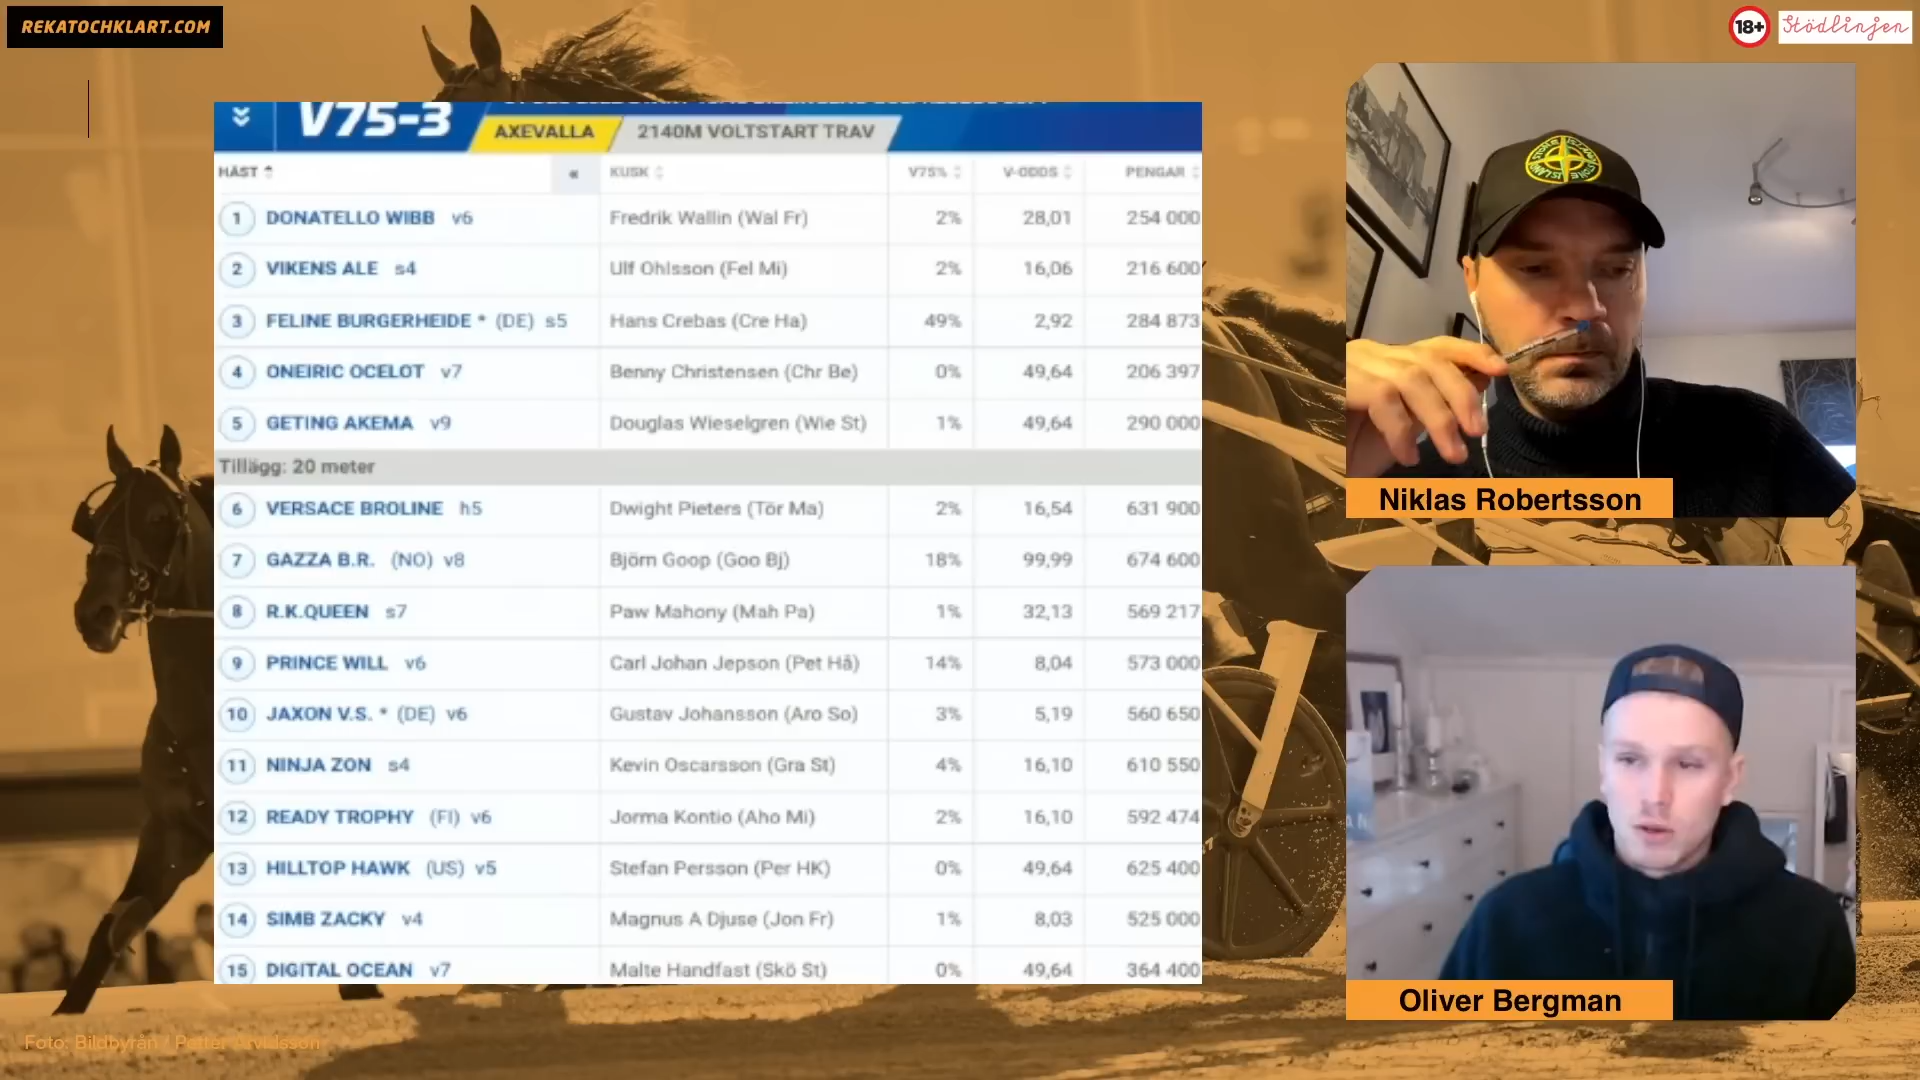 REKATOCHKLART.COM
18+ Stödlinjen
V75-3
AXEVALLA 2140M VOLTSTART TRAV
HÄST « KUSK V75% V-ODDS PENGAR
1 DONATELLO WIBB v6 Fredrik Wallin (Wal Fr) 2% 28,01 254 000
2 VIKENS ALE s4 Ulf Ohlsson (Fel Mi) 2% 16,06 216 600
3 FELINE BURGERHEIDE * (DE) s5 Hans Crebas (Cre Ha) 49% 2,92 284 873
4 ONEIRIC OCELOT v7 Benny Christensen (Chr Be) 0% 49,64 206 397
5 GETING AKEMA v9 Douglas Wieselgren (Wie St) 1% 49,64 290 000
Tillägg: 20 meter
6 VERSACE BROLINE h5 Dwight Pieters (Tör Ma) 2% 16,54 631 900
7 GAZZA B.R. (NO) v8 Björn Goop (Goo Bj) 18% 99,99 674 600
8 R.K.QUEEN s7 Paw Mahony (Mah Pa) 1% 32,13 569 217
9 PRINCE WILL v6 Carl Johan Jepson (Pet Hå) 14% 8,04 573 000
10 JAXON V.S. * (DE) v6 Gustav Johansson (Aro So) 3% 5,19 560 650
11 NINJA ZON s4 Kevin Oscarsson (Gra St) 4% 16,10 610 550
12 READY TROPHY (FI) v6 Jorma Kontio (Aho Mi) 2% 16,10 592 474
13 HILLTOP HAWK (US) v5 Stefan Persson (Per HK) 0% 49,64 625 400
14 SIMB ZACKY v4 Magnus A Djuse (Jon Fr) 1% 8,03 525 000
15 DIGITAL OCEAN v7 Malte Handfast (Skö St) 0% 49,64 364 400
Niklas Robertsson
Oliver Bergman
Foto: Bildbyrån / Petter Arvidsson